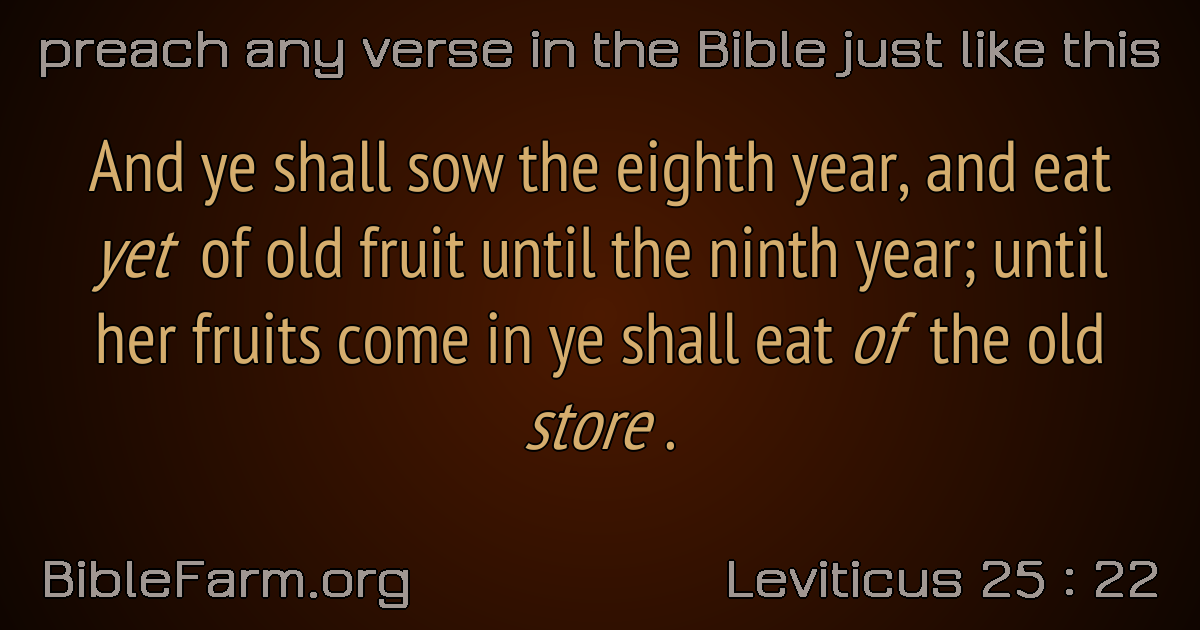 preach any verse in the Bible just like this
And ye shall sow the eighth year, and eat
yet of old fruit until the ninth year; until
her fruits come in ye shall eat of the old
store .
BibleFarm.org
Leviticus 25 : 22